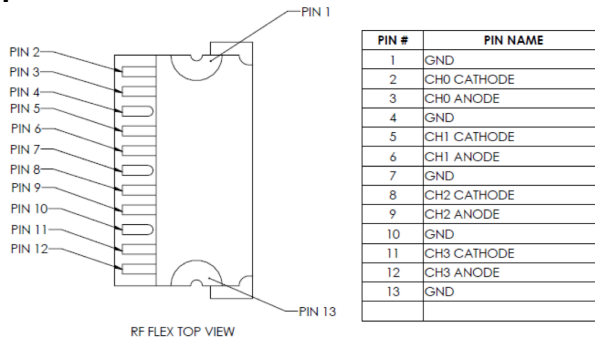 PIN 1
PIN 2
PIN 3
PIN 4
PIN 5
PIN 6
PIN 7
PIN 8
PIN 9
PIN 10
PIN 11
PIN 12
PIN 13
RF FLEX TOP VIEW
PIN # PIN NAME
1 GND
2 CH0 CATHODE
3 CH0 ANODE
4 GND
5 CH1 CATHODE
6 CH1 ANODE
7 GND
8 CH2 CATHODE
9 CH2 ANODE
10 GND
11 CH3 CATHODE
12 CH3 ANODE
13 GND